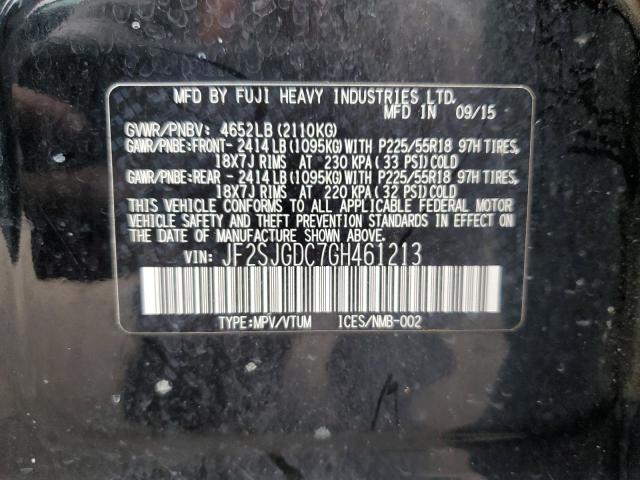 MFD BY FUJI HEAVY INDUSTRIES LTD.
MFD IN 09/15
GVWR/PNBV: 4652LB (2110KG)
GAWR/PNBE:FRONT- 2414LB(1095KG)WITH P225/55R18 97H TIRES,
18X7J RIMS AT 230 KPA (33 PSI)COLD
GAWR/PNBE:REAR - 2414LB(1095KG)WITH P225/55R18 97H TIRES,
18X7J RIMS AT 220 KPA (32 PSI)COLD
THIS VEHICLE CONFORMS TO ALL APPLICABLE FEDERAL MOTOR
VEHICLE SAFETY AND THEFT PREVENTION STANDARDS IN EFFECT ON
THE DATE OF MANUFACTURE SHOWN ABOVE.
VIN: JF2SJGDC7GH461213
TYPE:MPV/VTUM ICES/NMB-002